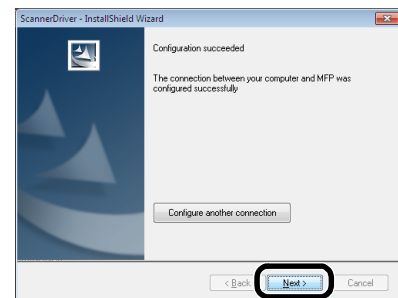 ScannerDriver - InstallShield Wizard
Configuration succeeded
The connection between your computer and MFP was
configured successfully
Configure another connection
< Back
Next >
Cancel